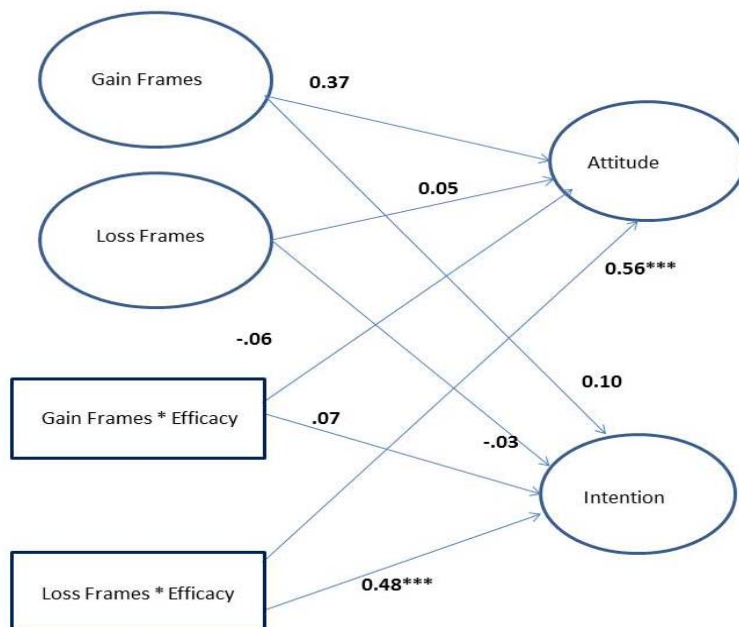 Gain Frames
0.37
Attitude
0.05
Loss Frames
0.56***
-.06
0.10
Gain Frames * Efficacy
.07
-.03
Intention
0.48***
Loss Frames * Efficacy